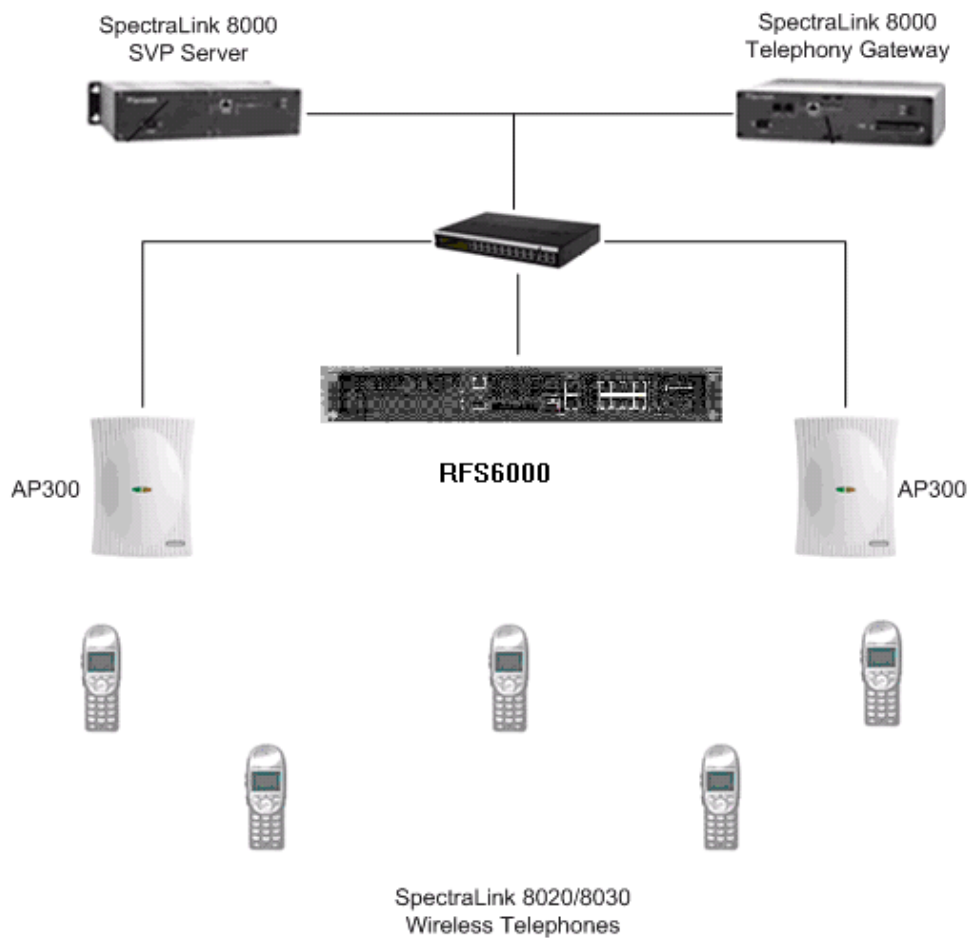 SpectraLink 8000
SVP Server
SpectraLink 8000
Telephony Gateway
RFS6000
AP300
AP300
SpectraLink 8020/8030
Wireless Telephones